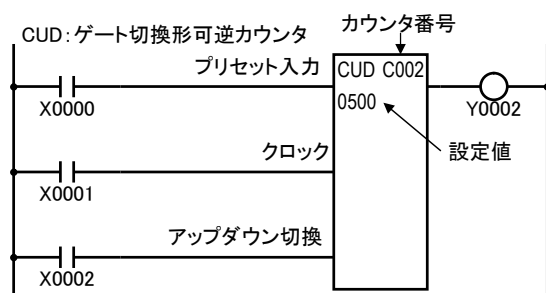 CUD：ゲート切換形可逆カウンタ
カウンタ番号
プリセット入力
CUD C002
X0000
0500
Y0002
設定値
クロック
X0001
アップダウン切換
X0002